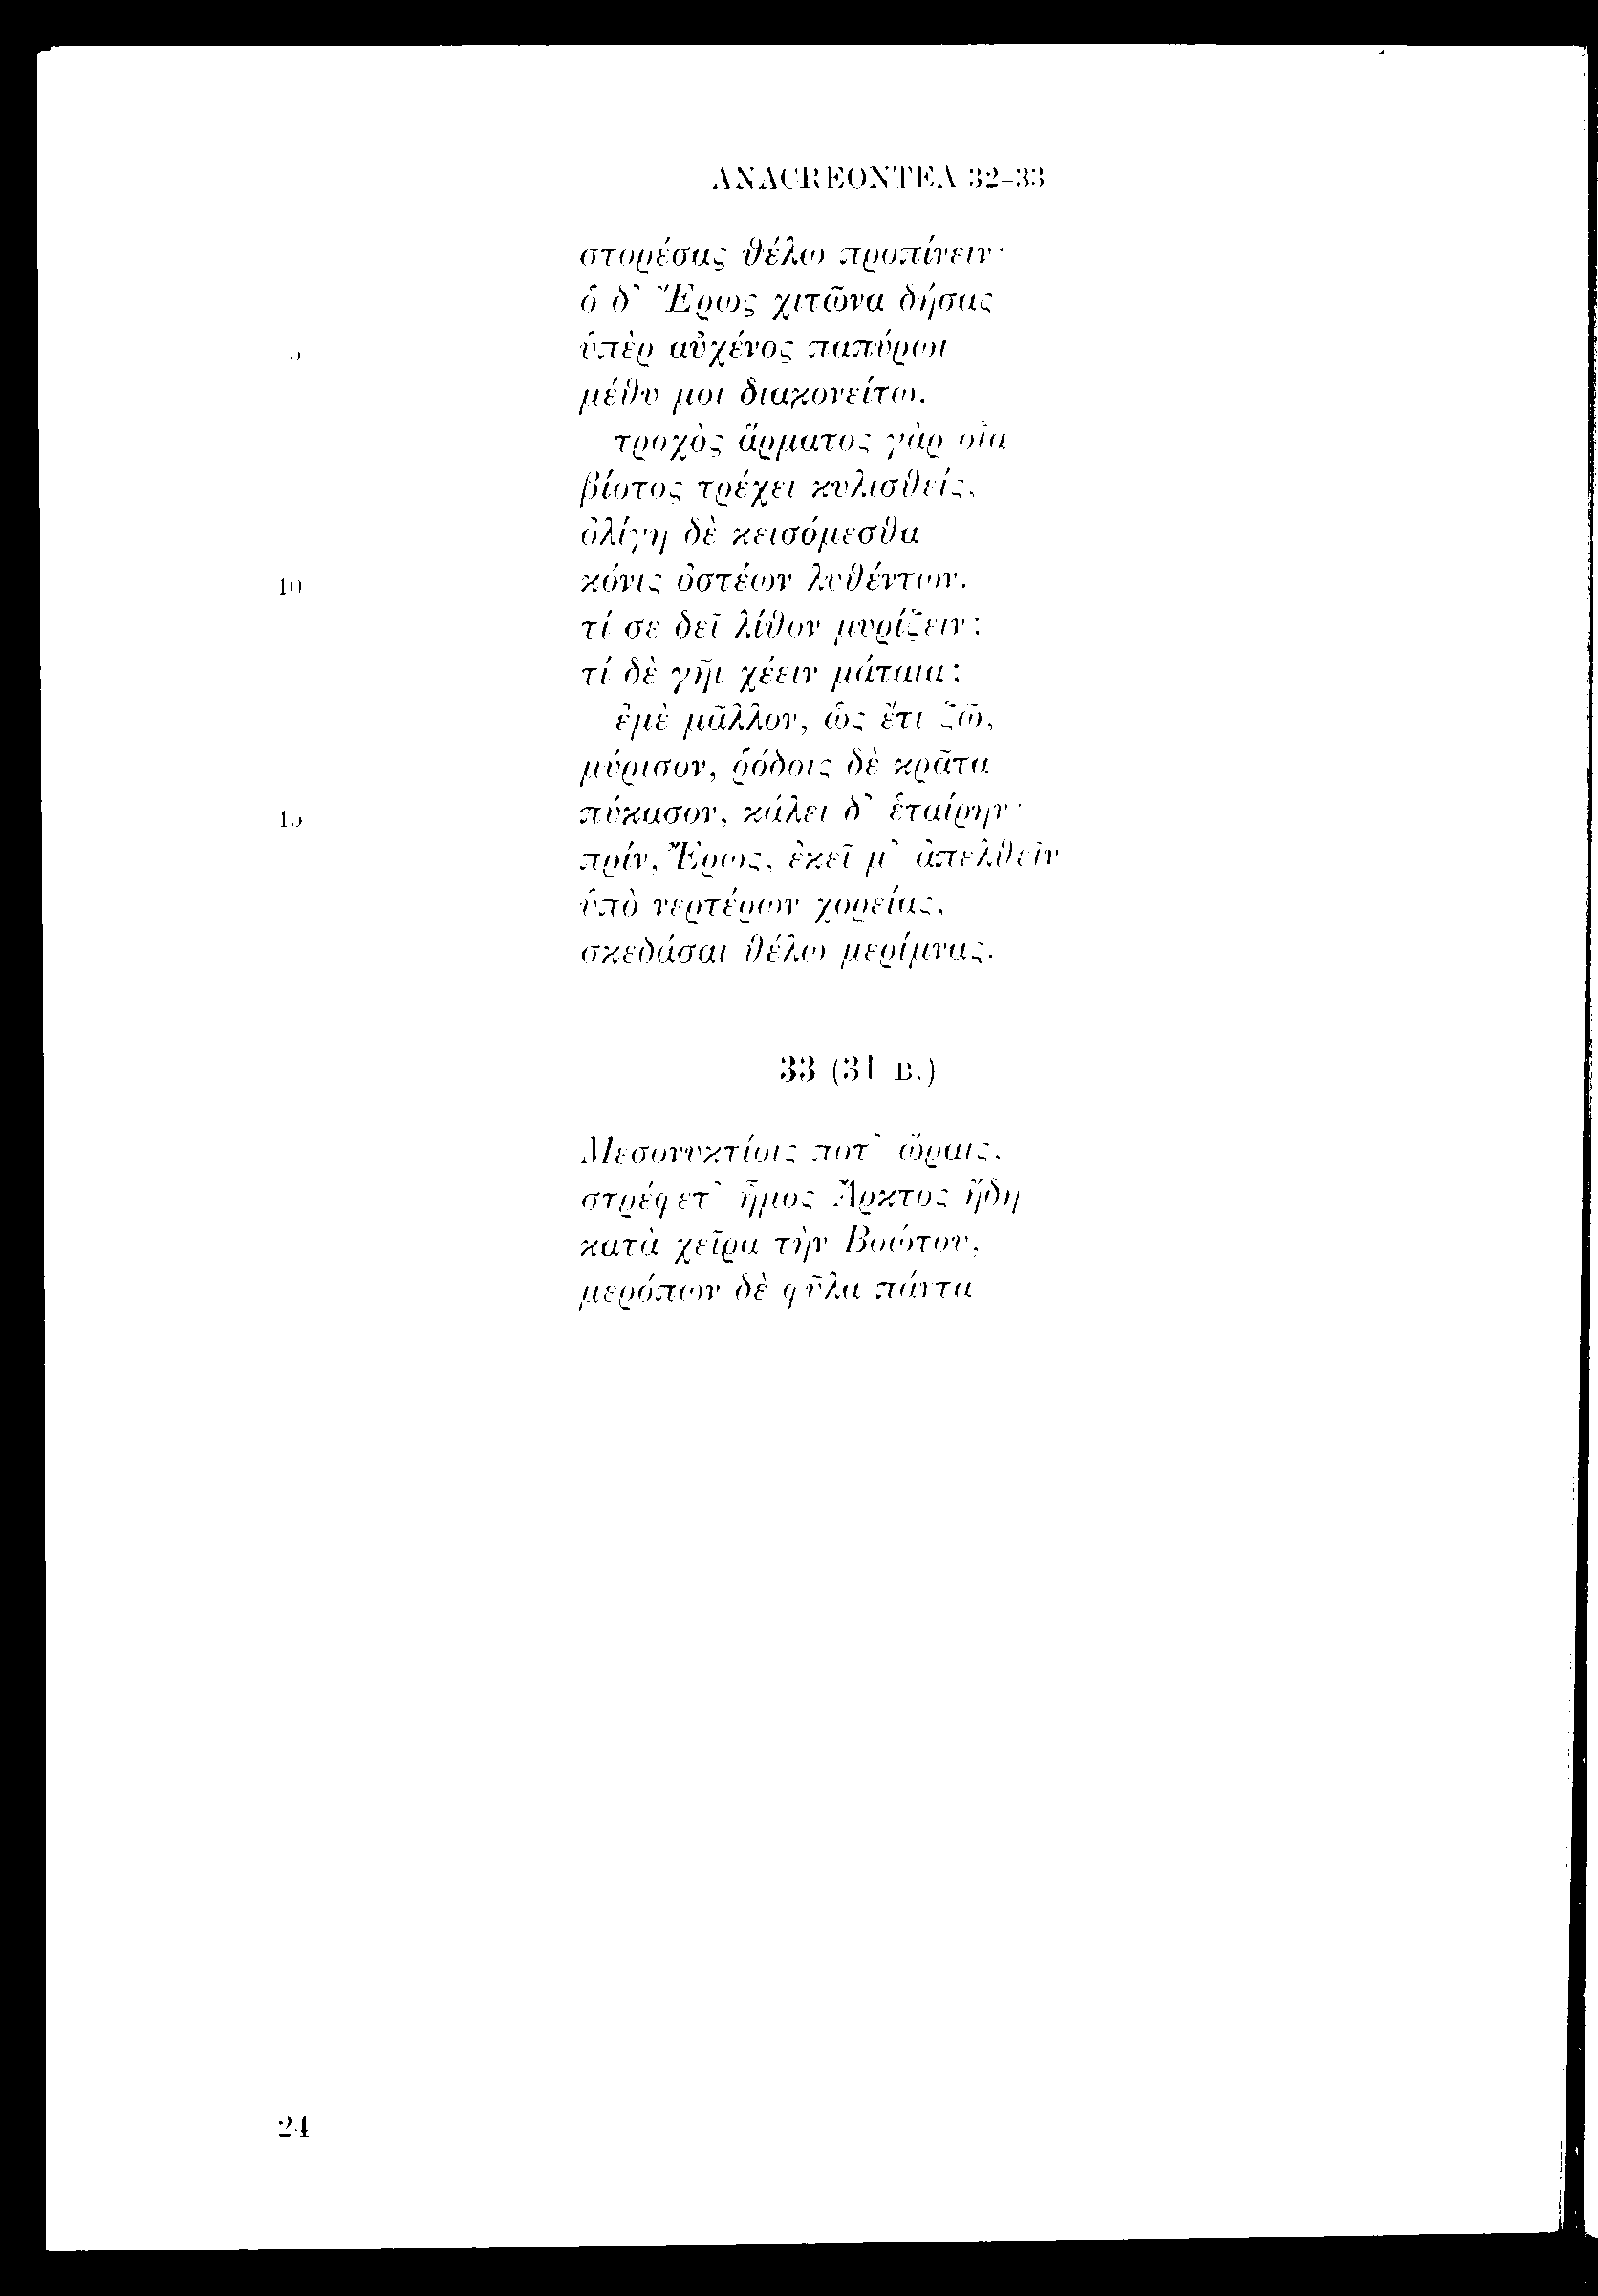 ANACREONTEA 32-33
στορέσας θέλω προπίνειν·
ὁ δ᾽ Ἔρως χιτῶνα δήσας
5 ὑπὲρ αὐχένος παπύρωι
μέθυ μοι διακονείτω.
τροχὸς ἅρματος γὰρ οἷα
βίοτος τρέχει κυλισθείς,
ὀλίγη δὲ κεισόμεσθα
10 κόνις ὀστέων λυθέντων.
τί σε δεῖ λίθον μυρίζειν;
τί δὲ γῆι χέειν μάταια;
ἐμὲ μᾶλλον, ὡς ἔτι ζῶ,
μύρισον, ῥόδοις δὲ κρᾶτα
15 πύκασον, κάλει δ᾽ ἑταίρην·
πρίν, Ἔρως, ἐκεῖ μ᾽ ἀπελθεῖν
ὑπὸ νερτέρων χορείας,
σκεδάσαι θέλω μερίμνας.
33 (31 B.)
Μεσονυκτίοις ποτ᾽ ὥραις,
στρέφετ᾽ ἦμος Ἄρκτος ἤδη
κατὰ χεῖρα τὴν Βοώτου,
μερόπων δὲ φῦλα πάντα
24